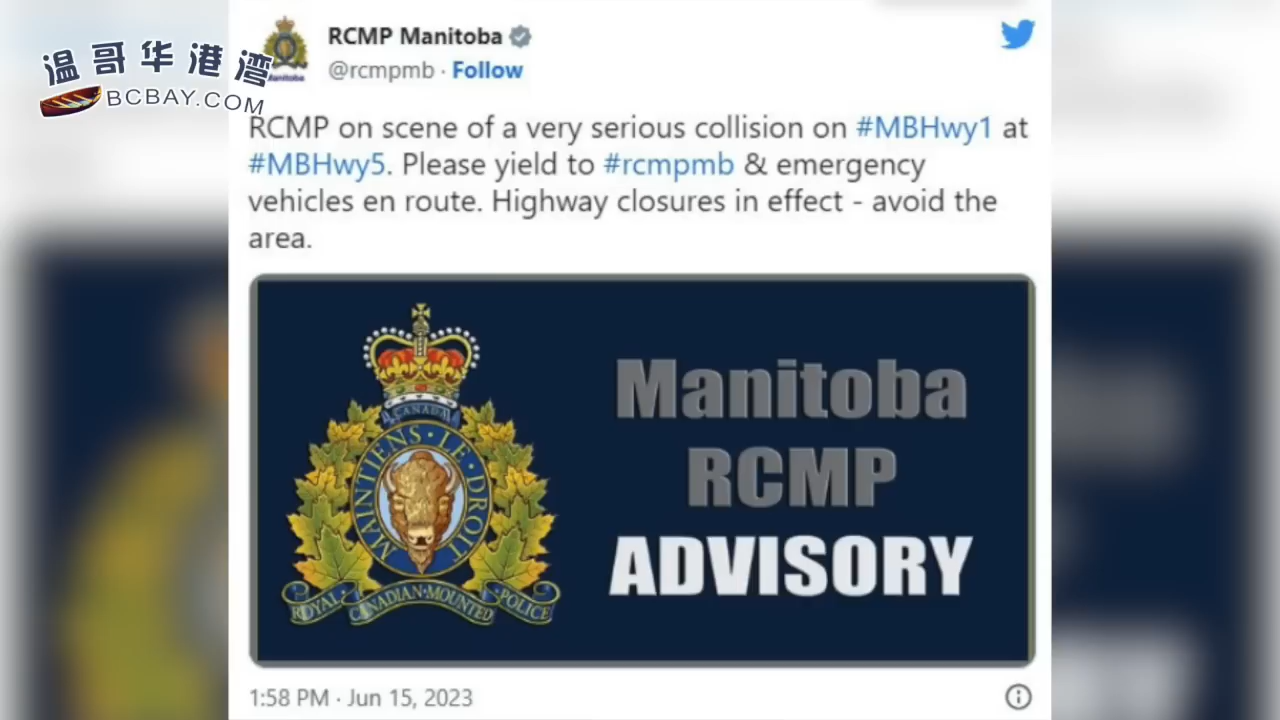 温哥华港湾
BCBAY.COM
Manitoba
RCMP Manitoba
@rcmpmb · Follow
RCMP on scene of a very serious collision on #MBHwy1 at
#MBHwy5. Please yield to #rcmpmb & emergency
vehicles en route. Highway closures in effect - avoid the
area.
CANADA
MAINTIENS · LE · DROIT
ROYAL · CANADIAN · MOUNTED · POLICE
Manitoba
RCMP
ADVISORY
1:58 PM · Jun 15, 2023